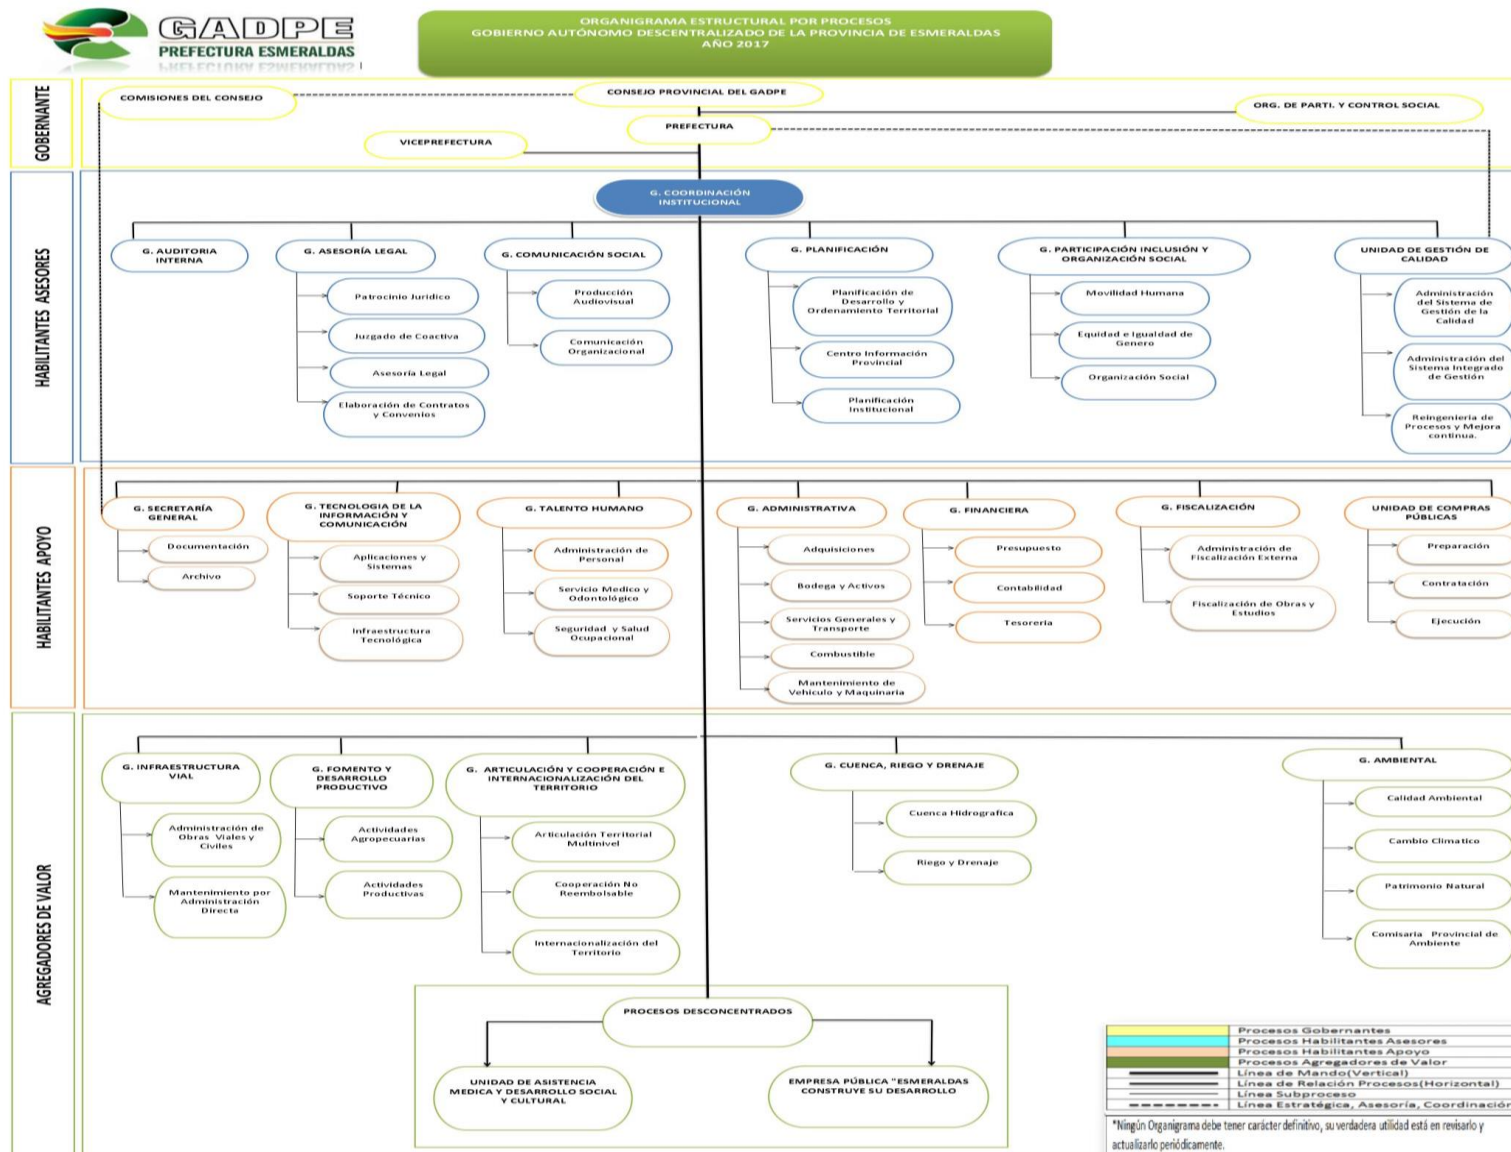 GADPE
PREFECTURA ESMERALDAS
ORGANIGRAMA ESTRUCTURAL POR PROCESOS
GOBIERNO AUTÓNOMO DESCENTRALIZADO DE LA PROVINCIA DE ESMERALDAS
AÑO 2017
GOBERNANTE
COMISIONES DEL CONSEJO
CONSEJO PROVINCIAL DEL GADPE
ORG. DE PARTI. Y CONTROL SOCIAL
PREFECTURA
VICEPREFECTURA
HABILITANTES ASESORES
G. COORDINACIÓN
INSTITUCIONAL
G. AUDITORIA
INTERNA
G. ASESORÍA LEGAL
Patrocinio Jurídico
Juzgado de Coactiva
Asesoría Legal
Elaboración de Contratos
y Convenios
G. COMUNICACIÓN SOCIAL
Producción
Audiovisual
Comunicación
Organizacional
G. PLANIFICACIÓN
Planificación de
Desarrollo y
Ordenamiento Territorial
Centro Información
Provincial
Planificación
Institucional
G. PARTICIPACIÓN INCLUSIÓN Y
ORGANIZACIÓN SOCIAL
Movilidad Humana
Equidad e Igualdad de
Genero
Organización Social
UNIDAD DE GESTIÓN DE
CALIDAD
Administración
del Sistema de
Gestión de la
Calidad
Administración del
Sistema Integrado
de Gestión
Reingenieria de
Procesos y Mejora
continua.
HABILITANTES APOYO
G. SECRETARÍA
GENERAL
Documentación
Archivo
G. TECNOLOGIA DE LA
INFORMACIÓN Y
COMUNICACIÓN
Aplicaciones y
Sistemas
Soporte Técnico
Infraestructura
Tecnológica
G. TALENTO HUMANO
Administración de
Personal
Servicio Medico y
Odontológico
Seguridad y Salud
Ocupacional
G. ADMINISTRATIVA
Adquisiciones
Bodega y Activos
Servicios Generales y
Transporte
Combustible
Mantenimiento de
Vehiculo y Maquinaria
G. FINANCIERA
Presupuesto
Contabilidad
Tesoreria
G. FISCALIZACIÓN
Administración de
Fiscalización Externa
Fiscalización de Obras y
Estudios
UNIDAD DE COMPRAS
PÚBLICAS
Preparación
Contratación
Ejecución
AGREGADORES DE VALOR
G. INFRAESTRUCTURA
VIAL
Administración de
Obras Viales y
Civiles
Mantenimiento por
Administración
Directa
G. FOMENTO Y
DESARROLLO
PRODUCTIVO
Actividades
Agropecuarias
Actividades
Productivas
G. ARTICULACIÓN Y COOPERACIÓN E
INTERNACIONALIZACIÓN DEL
TERRITORIO
Articulación Territorial
Multinivel
Cooperación No
Reembolsable
Internacionalización del
Territorio
G. CUENCA, RIEGO Y DRENAJE
Cuenca Hidrografica
Riego y Drenaje
G. AMBIENTAL
Calidad Ambiental
Cambio Climatico
Patrimonio Natural
Comisaria Provincial de
Ambiente
PROCESOS DESCONCENTRADOS
UNIDAD DE ASISTENCIA
MEDICA Y DESARROLLO SOCIAL
Y CULTURAL
EMPRESA PÚBLICA "ESMERALDAS
CONSTRUYE SU DESARROLLO
Procesos Gobernantes
Procesos Habilitantes Asesores
Procesos Habilitantes Apoyo
Procesos Agregadores de Valor
Línea de Mando(Vertical)
Línea de Relación Procesos(Horizontal)
Línea Subproceso
Línea Estratégica, Asesoría, Coordinación
*Ningún Organigrama debe tener carácter definitivo, su verdadera utilidad está en revisarlo y
actualizarlo periódicamente.